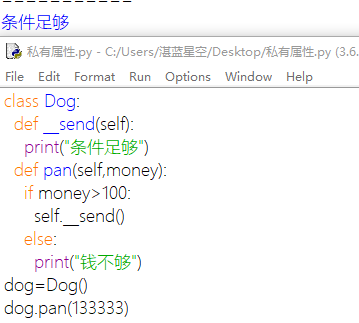 条件足够
私有属性.py - C:/Users/湛蓝星空/Desktop/私有属性.py (3.6.
File Edit Format Run Options Window Help
class Dog:
  def __send(self):
    print("条件足够")
  def pan(self,money):
    if money>100:
      self.__send()
    else:
      print("钱不够")
dog=Dog()
dog.pan(133333)